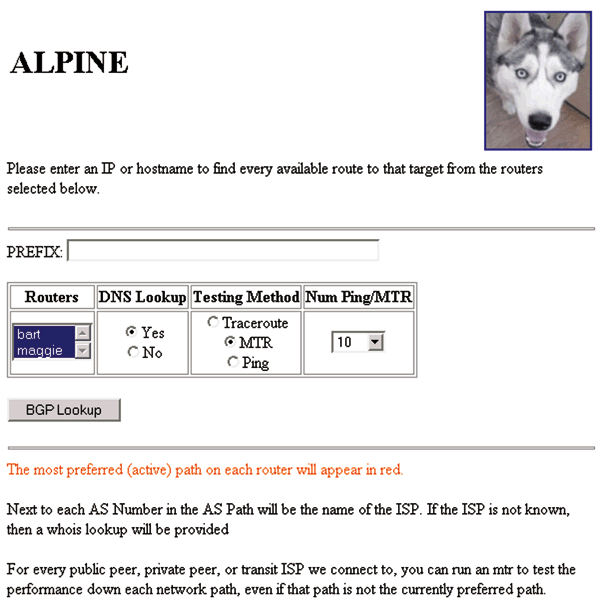 ALPINE
Please enter an IP or hostname to find every available route to that target from the routers
selected below.
PREFIX:
Routers DNS Lookup Testing Method Num Ping/MTR
bart
maggie
Yes
No
Traceroute
MTR
Ping
10
BGP Lookup
The most preferred (active) path on each router will appear in red.
Next to each AS Number in the AS Path will be the name of the ISP. If the ISP is not known,
then a whois lookup will be provided
For every public peer, private peer, or transit ISP we connect to, you can run an mtr to test the
performance down each network path, even if that path is not the currently preferred path.